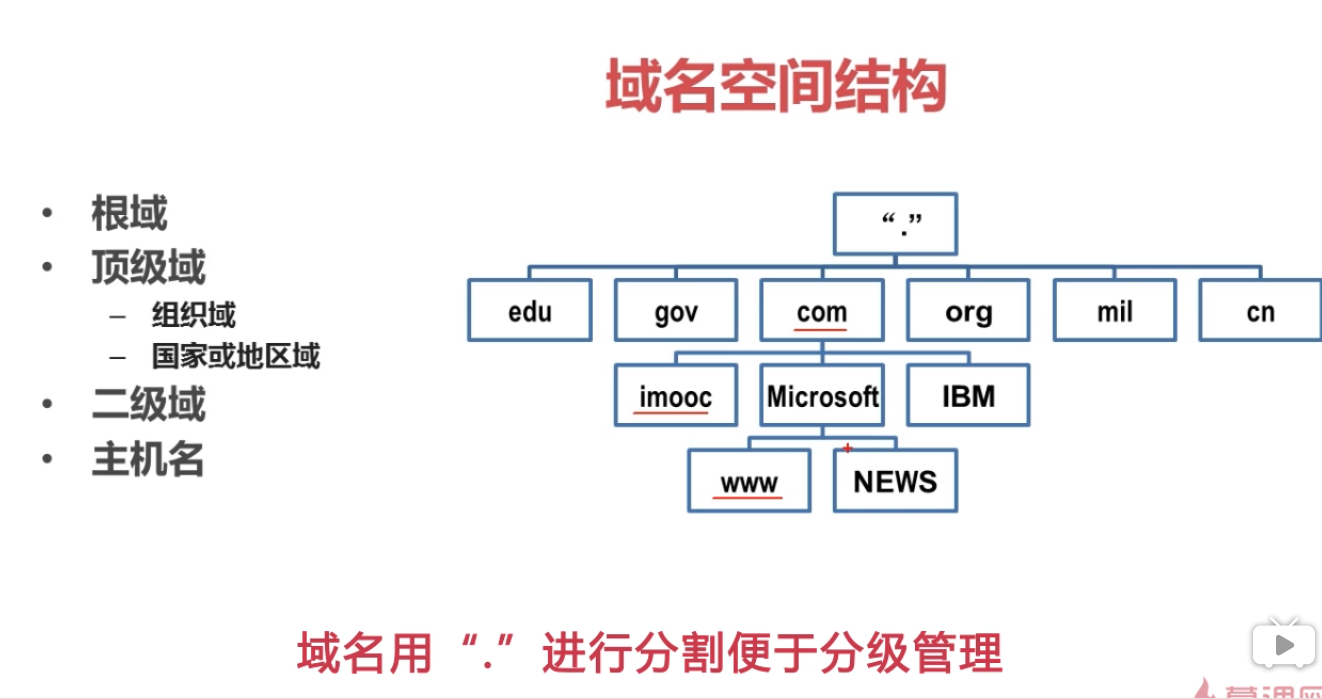 域名空间结构
• 根域
• 顶级域
– 组织域
– 国家或地区域
• 二级域
• 主机名
“.”
edu gov com org mil cn
imooc Microsoft IBM
www NEWS
域名用“.”进行分割便于分级管理